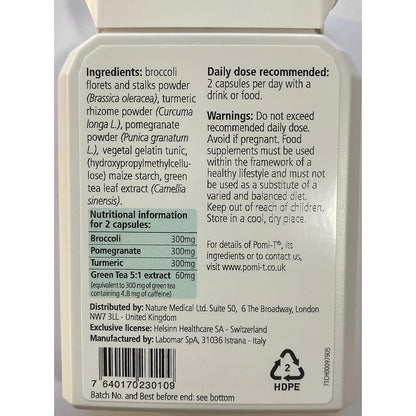 Ingredients: broccoli
florets and stalks powder
(Brassica oleracea), turmeric
rhizome powder (Curcuma
longa L.), pomegranate
powder (Punica granatum
L.), vegetal gelatin tunic,
(hydroxypropylmethylcellu-
lose) maize starch, green
tea leaf extract (Camellia
sinensis).
Nutritional information
for 2 capsules:
Broccoli 300mg
Pomegranate 300mg
Turmeric 300mg
Green Tea 5:1 extract 60mg
(equivalent to 300 mg of green tea
containing 4.8 mg of caffeine)
Daily dose recommended:
2 capsules per day with a
drink or food.
Warnings: Do not exceed
recommended daily dose.
Avoid if pregnant. Food
supplements must be used
within the framework of a
healthy lifestyle and must not
be used as a substitute of a
varied and balanced diet.
Keep out of reach of children.
Store in a cool, dry place.
For details of Pomi-T®, its
ingredients or to contact us,
visit www.pomi-t.co.uk
Distributed by: Nature Medical Ltd. Suite 50, 6 The Broadway, London
NW7 3LL - United Kingdom
Exclusive license: Helsinn Healthcare SA - Switzerland
Manufactured by: Labomar SpA, 31036 Istrana - Italy
7 640170 230109
2
HDPE
7TCH00097905
Batch No. and Best before end: see bottom